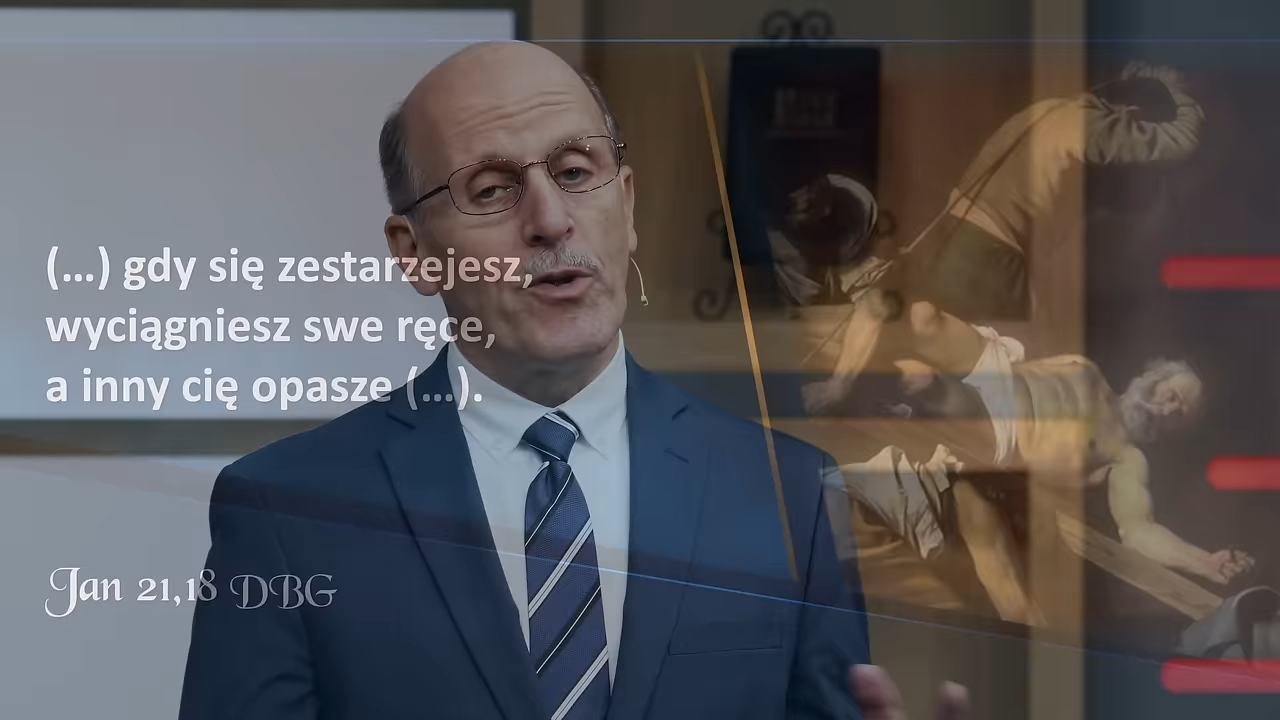 (...) gdy się zestarzejesz,
wyciągniesz swe ręce,
a inny cię opasze (...).
Jan 21,18 DBG